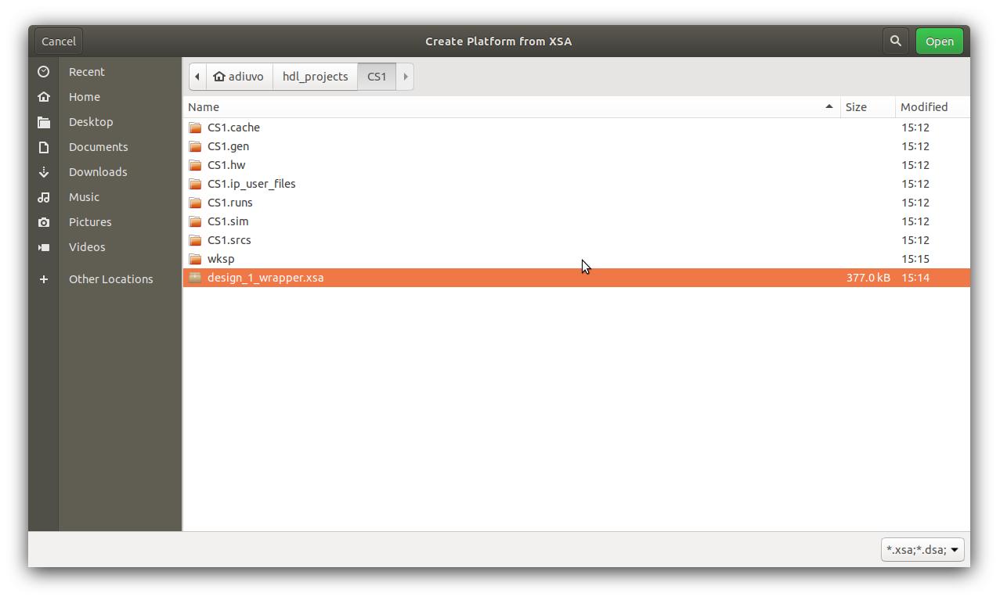 Cancel Create Platform from XSA Open
Recent
Home
Desktop
Documents
Downloads
Music
Pictures
Videos
Other Locations
adiuvo hdl_projects CS1
Name Size Modified
CS1.cache 15:12
CS1.gen 15:12
CS1.hw 15:12
CS1.ip_user_files 15:12
CS1.runs 15:12
CS1.sim 15:12
CS1.srcs 15:12
wksp 15:15
design_1_wrapper.xsa 377.0 kB 15:14
*.xsa;*.dsa;